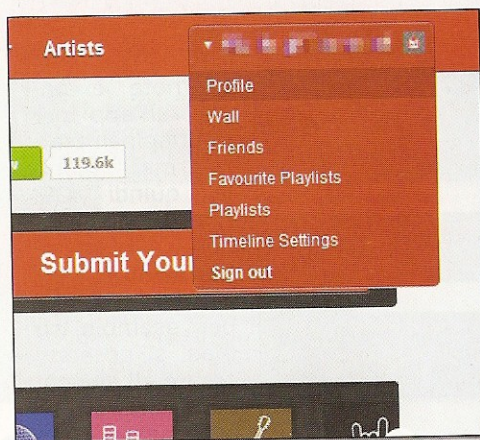 Artists
Profile
Wall
Friends
119.6k
Favourite Playlists
Playlists
Timeline Settings
Submit Your
Sign out